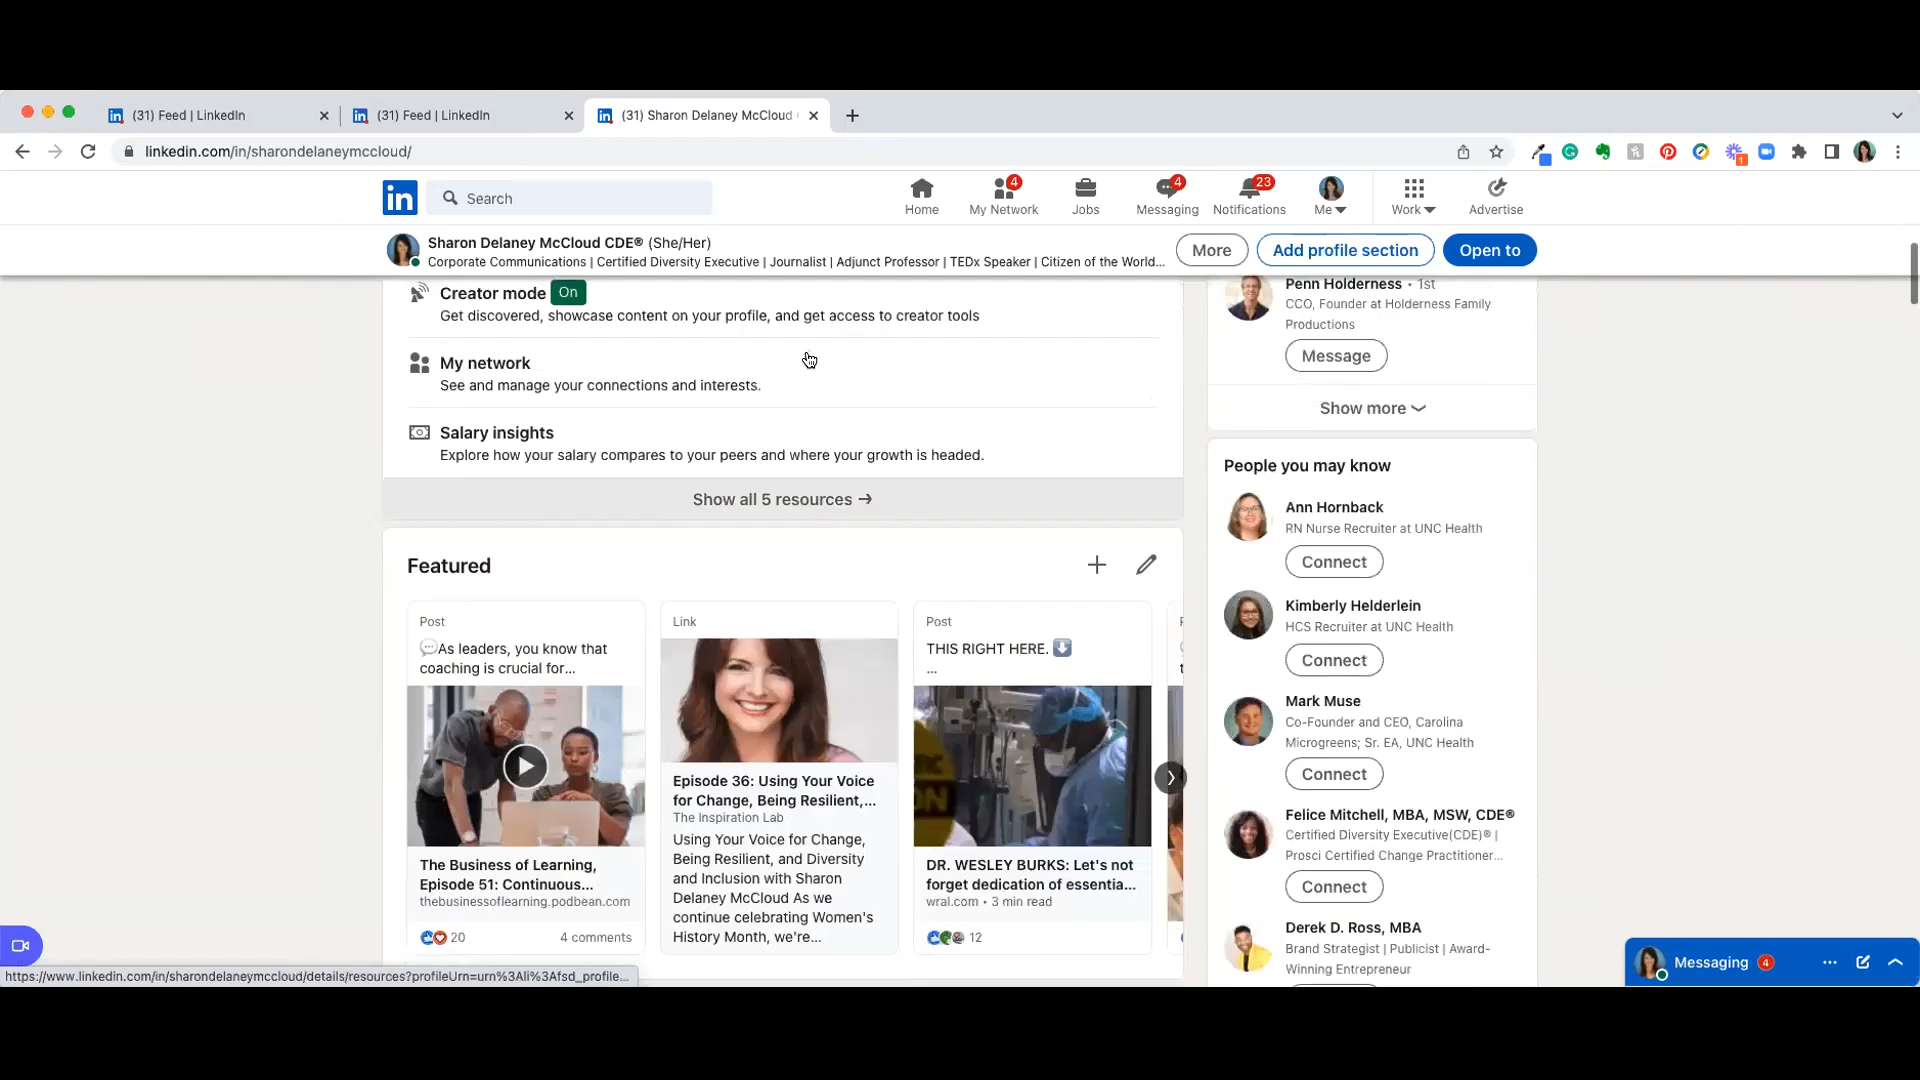 (31) Feed | LinkedIn
(31) Feed | LinkedIn
(31) Sharon Delaney McCloud
linkedin.com/in/sharondelaneymccloud/
1
in
Search
Home
4
My Network
Jobs
4
Messaging
23
Notifications
Me
Work
Advertise
Sharon Delaney McCloud CDE® (She/Her)
Corporate Communications | Certified Diversity Executive | Journalist | Adjunct Professor | TEDx Speaker | Citizen of the World...
More
Add profile section
Open to
Creator mode On
Get discovered, showcase content on your profile, and get access to creator tools
My network
See and manage your connections and interests.
Salary insights
Explore how your salary compares to your peers and where your growth is headed.
Show all 5 resources →
Featured
Post
💬As leaders, you know that
coaching is crucial for...
The Business of Learning,
Episode 51: Continuous...
thebusinessoflearning.podbean.com
20
4 comments
Link
Episode 36: Using Your Voice
for Change, Being Resilient,...
The Inspiration Lab
Using Your Voice for Change,
Being Resilient, and Diversity
and Inclusion with Sharon
Delaney McCloud As we
continue celebrating Women's
History Month, we're...
Post
THIS RIGHT HERE. ⬇️
...
DR. WESLEY BURKS: Let's not
forget dedication of essentia...
wral.com • 3 min read
12
Penn Holderness • 1st
CCO, Founder at Holderness Family
Productions
Message
Show more
People you may know
Ann Hornback
RN Nurse Recruiter at UNC Health
Connect
Kimberly Helderlein
HCS Recruiter at UNC Health
Connect
Mark Muse
Co-Founder and CEO, Carolina
Microgreens; Sr. EA, UNC Health
Connect
Felice Mitchell, MBA, MSW, CDE®
Certified Diversity Executive(CDE)® |
Prosci Certified Change Practitioner...
Connect
Derek D. Ross, MBA
Brand Strategist | Publicist | Award-
Winning Entrepreneur
Messaging 4
https://www.linkedin.com/in/sharondelaneymccloud/details/resources?profileUrn=urn%3Ali%3Afsd_profile...